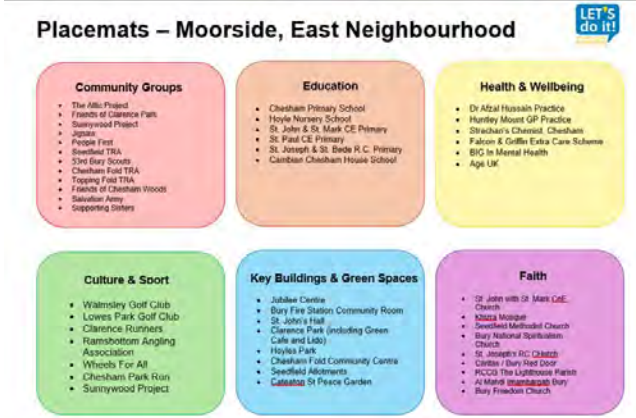 Placemats – Moorside, East Neighbourhood
LET'S
do it!
Community Groups
The Attic Project
Friends of Clarence Park
Sunnywood Project
Jigsaw
People First
Seedfield TRA
53rd Bury Scouts
Chesham Fold TRA
Topping Fold TRA
Friends of Chesham Woods
Salvation Army
Supporting Sisters
Education
Chesham Primary School
Hoyle Nursery School
St. John & St. Mark CE Primary
St. Paul CE Primary
St. Joseph & St. Bede R.C. Primary
Cambian Chesham House School
Health & Wellbeing
Dr Afzal Hussain Practice
Huntley Mount GP Practice
Strachan's Chemist, Chesham
Falcon & Griffin Extra Care Scheme
BIG In Mental Health
Age UK
Culture & Sport
Walmsley Golf Club
Lowes Park Golf Club
Clarence Runners
Ramsbottom Angling
Association
Wheels For All
Chesham Park Run
Sunnywood Project
Key Buildings & Green Spaces
Jubilee Centre
Bury Fire Station Community Room
St. John's Hall
Clarence Park (including Green
Cafe and Lido)
Hoyles Park
Chesham Fold Community Centre
Seedfield Allotments
Cateaton St Peace Garden
Faith
St. John with St. Mark CoE
Church
Khizra Mosque
Seedfield Methodist Church
Bury National Spiritualism
Church
St. Joseph's RC Church
Caritas / Bury Red Door
RCCG The Lighthouse Parish
Al Mahdi Imambargah Bury
Bury Freedom Church